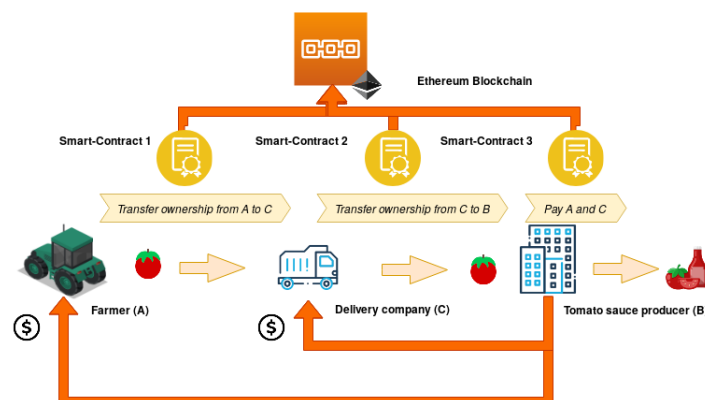 Ethereum Blockchain
Smart-Contract 1
Smart-Contract 2
Smart-Contract 3
Transfer ownership from A to C
Transfer ownership from C to B
Pay A and C
$
$
Farmer (A)
Delivery company (C)
Tomato sauce producer (B